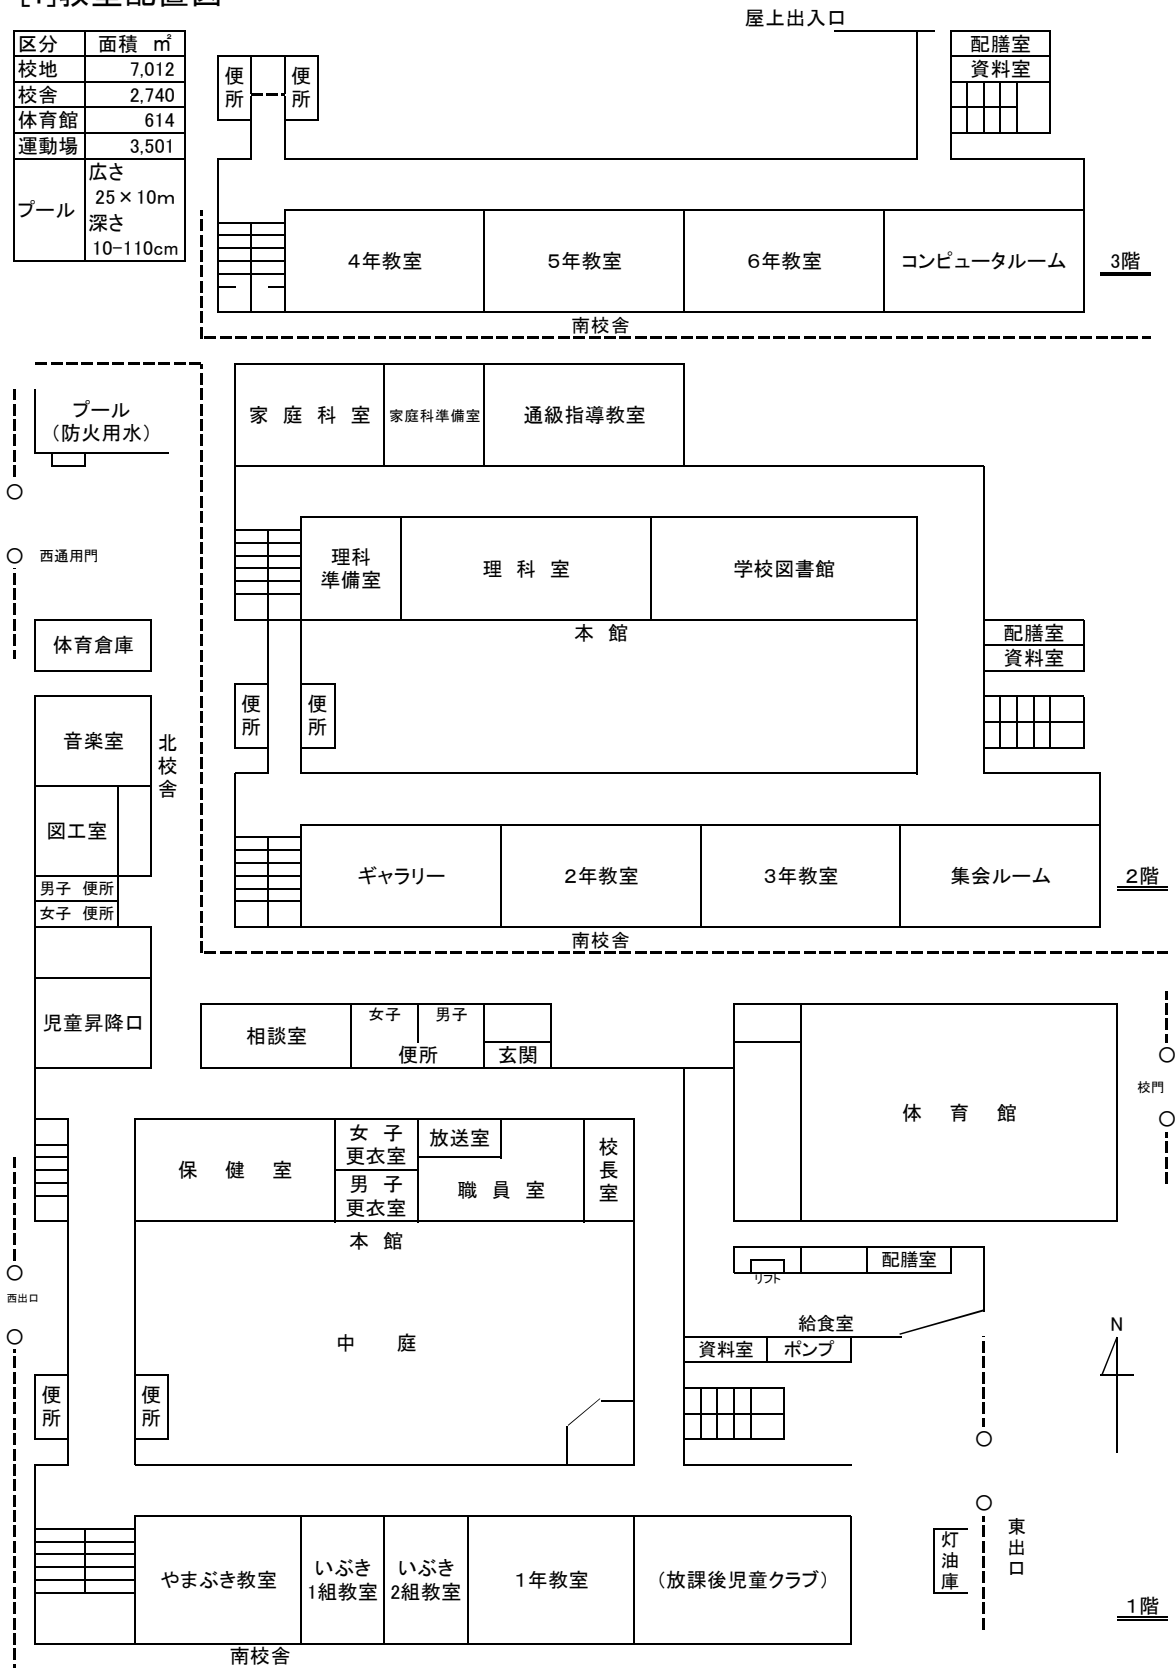 [1]教室配置図
屋上出入口
区分 面積 ㎡
校地 7,012
校舎 2,740
体育館 614
運動場 3,501
プール
広さ
25×10m
深さ
10-110cm
便所
便所
配膳室
資料室
4年教室 5年教室 6年教室 コンピュータルーム 3階
南校舎
プール
（防火用水）
家 庭 科 室 家庭科準備室 通級指導教室
西通用門
理科
準備室
理 科 室 学校図書館
本 館
体育倉庫
配膳室
資料室
便所
便所
音楽室
北校舎
図工室
男子 便所
女子 便所
ギャラリー 2年教室 3年教室 集会ルーム 2階
南校舎
児童昇降口
相談室
女子 男子
便所
玄関
校門
体 育 館
保 健 室
女 子
更衣室
男 子
更衣室
放送室
職 員 室
校長室
本 館
配膳室
リフト
西出口
給食室
中 庭
資料室 ポンプ
N
便所
便所
灯油庫
東出口
やまぶき教室
いぶき
1組教室
いぶき
2組教室
1年教室
(放課後児童クラブ)
1階
南校舎